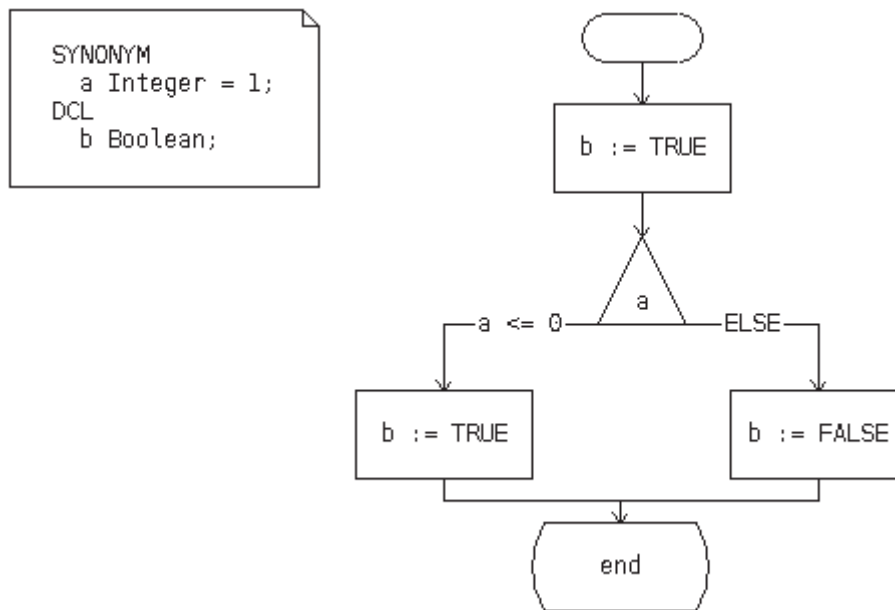 SYNONYM
a Integer = 1;
DCL
b Boolean;
b := TRUE
a
a <= 0
ELSE
b := TRUE
b := FALSE
end